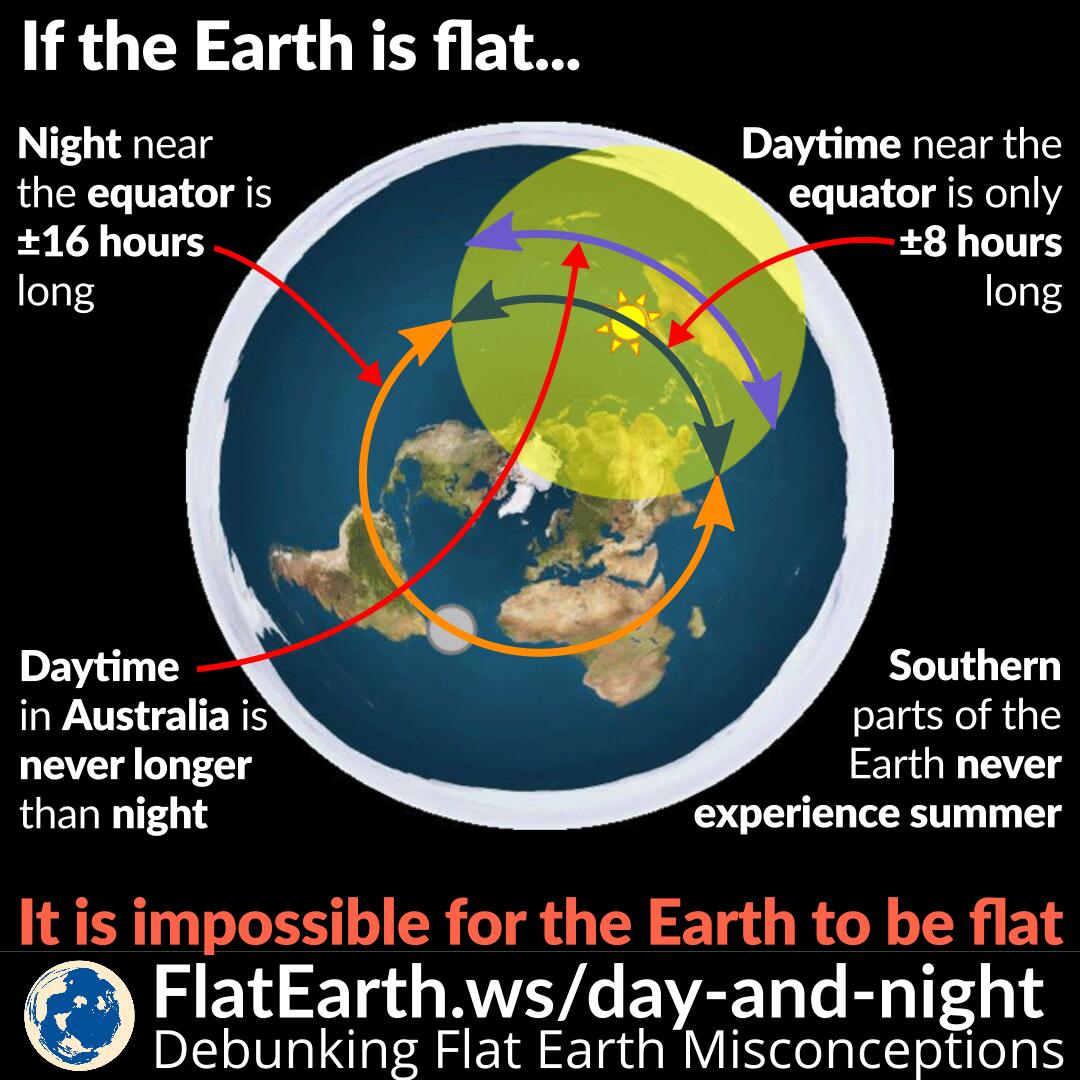 If the Earth is flat...
Night near
the equator is
±16 hours
long
Daytime near the
equator is only
±8 hours
long
Daytime
in Australia is
never longer
than night
Southern
parts of the
Earth never
experience summer
It is impossible for the Earth to be flat
FlatEarth.ws/day-and-night
Debunking Flat Earth Misconceptions